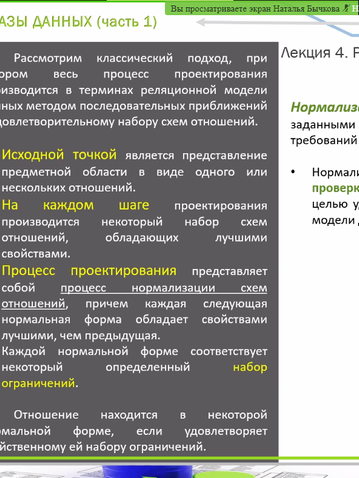 Вы просматриваете экран Наталья Бычкова
АЗЫ ДАННЫХ (часть 1)
Рассмотрим классический подход, при
ором весь процесс проектирования
изводится в терминах реляционной модели
ных методом последовательных приближений
довлетворительному набору схем отношений.
Исходной точкой является представление
предметной области в виде одного или
нескольких отношений.
На каждом шаге проектирования
производится некоторый набор схем
отношений, обладающих лучшими
свойствами.
Процесс проектирования представляет
собой процесс нормализации схем
отношений, причем каждая следующая
нормальная форма обладает свойствами
лучшими, чем предыдущая.
Каждой нормальной форме соответствует
некоторый определенный набор
ограничений.
Отношение находится в некоторой
мальной форме, если удовлетворяет
йственному ей набору ограничений.
Лекция 4. Р
Нормализ
заданными
требований
• Нормали
проверк
целью у
модели